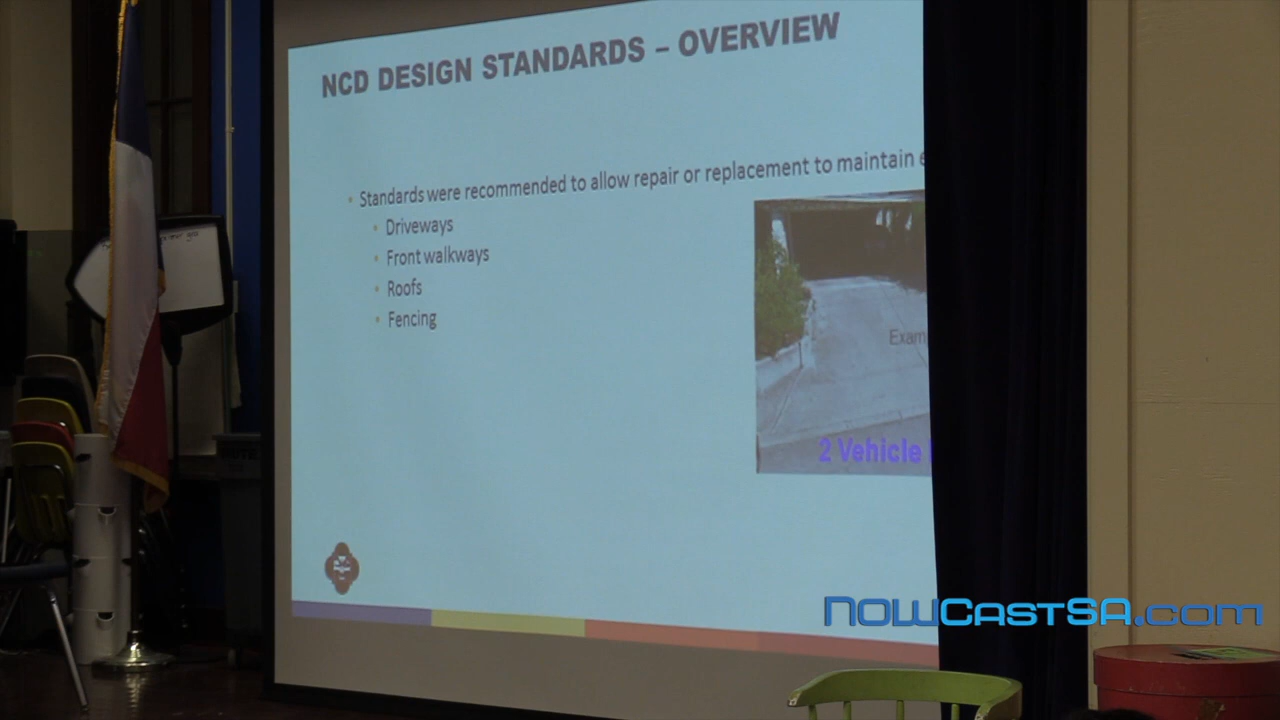 NCD DESIGN STANDARDS – OVERVIEW
• Standards were recommended to allow repair or replacement to maintain
• Driveways
• Front walkways
• Roofs
• Fencing
Exam
2 Vehicle
NOWCastSA.com